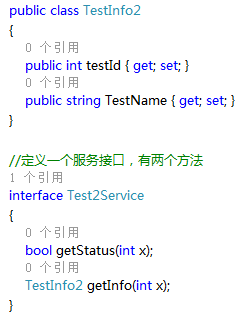 public class TestInfo2
{
0 个引用
public int testId { get; set; }
0 个引用
public string TestName { get; set; }
}
//定义一个服务接口，有两个方法
1 个引用
interface Test2Service
{
0 个引用
bool getStatus(int x);
0 个引用
TestInfo2 getInfo(int x);
}